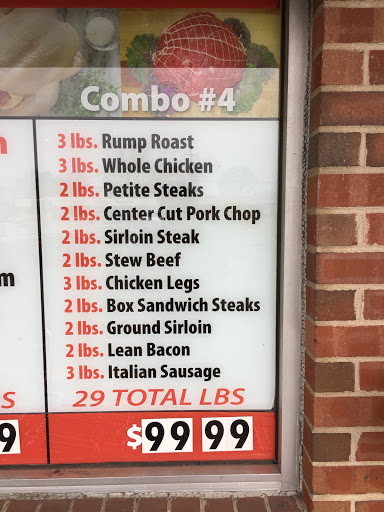 Combo #4
3 lbs. Rump Roast
3 lbs. Whole Chicken
2 lbs. Petite Steaks
2 lbs. Center Cut Pork Chop
2 lbs. Sirloin Steak
2 lbs. Stew Beef
3 lbs. Chicken Legs
2 lbs. Box Sandwich Steaks
2 lbs. Ground Sirloin
2 lbs. Lean Bacon
3 lbs. Italian Sausage
29 TOTAL LBS
$99 99